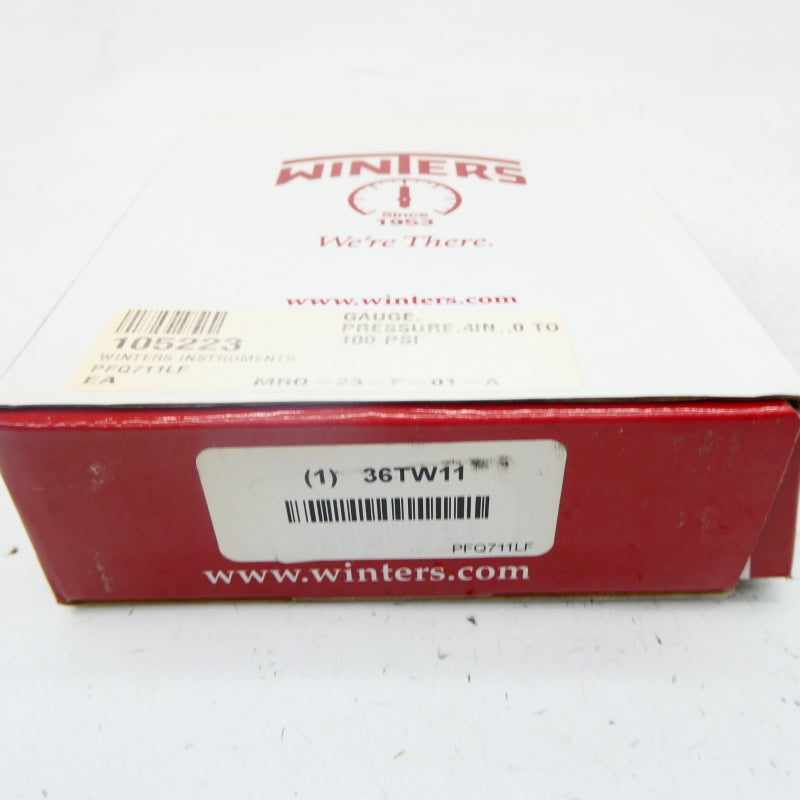 WINTERS
Since
1953
We're There.
www.winters.com
105223
WINTERS INSTRUMENTS
PFQ711LF
EA
GAUGE,
PRESSURE,4IN.,0 TO
100 PSI
MRO-23-F-01-A
(1) 36TW11
PFQ711LF
www.winters.com